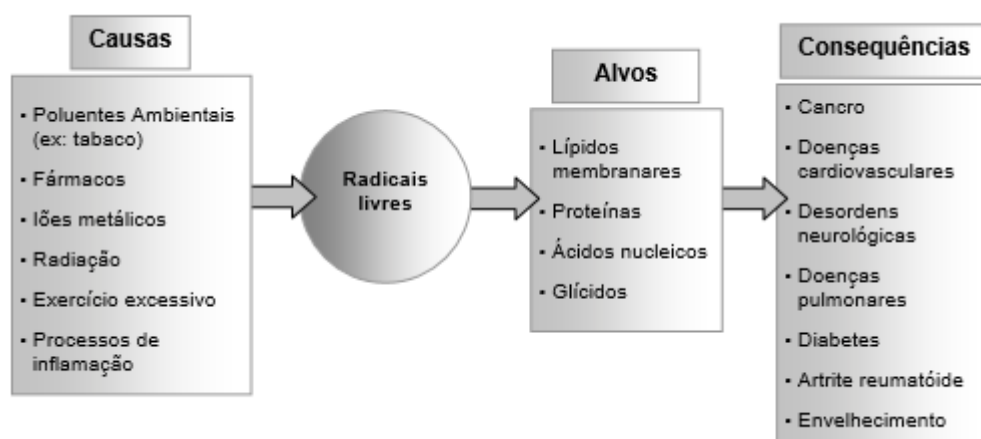 Causas
▪ Poluentes Ambientais
(ex: tabaco)
▪ Fármacos
▪ Iões metálicos
▪ Radiação
▪ Exercício excessivo
▪ Processos de
inflamação
Radicais
livres
Alvos
▪ Lípidos
membranares
▪ Proteínas
▪ Ácidos nucleicos
▪ Glícidos
Consequências
▪ Cancro
▪ Doenças
cardiovasculares
▪ Desordens
neurológicas
▪ Doenças
pulmonares
▪ Diabetes
▪ Artrite reumatóide
▪ Envelhecimento